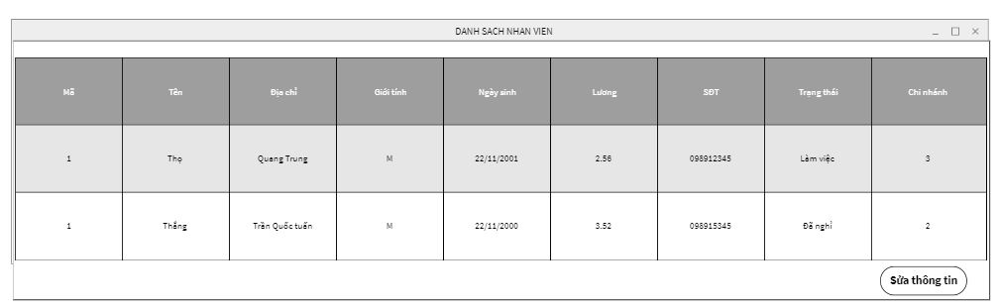 DANH SACH NHAN VIEN
Mã Tên Địa chỉ Giới tính Ngày sinh Lương SĐT Trạng thái Chi nhánh
1 Thọ Quang Trung M 22/11/2001 2.56 098912345 Làm việc 3
1 Thắng Trần Quốc tuấn M 22/11/2000 3.52 098915345 Đã nghỉ 2
Sửa thông tin